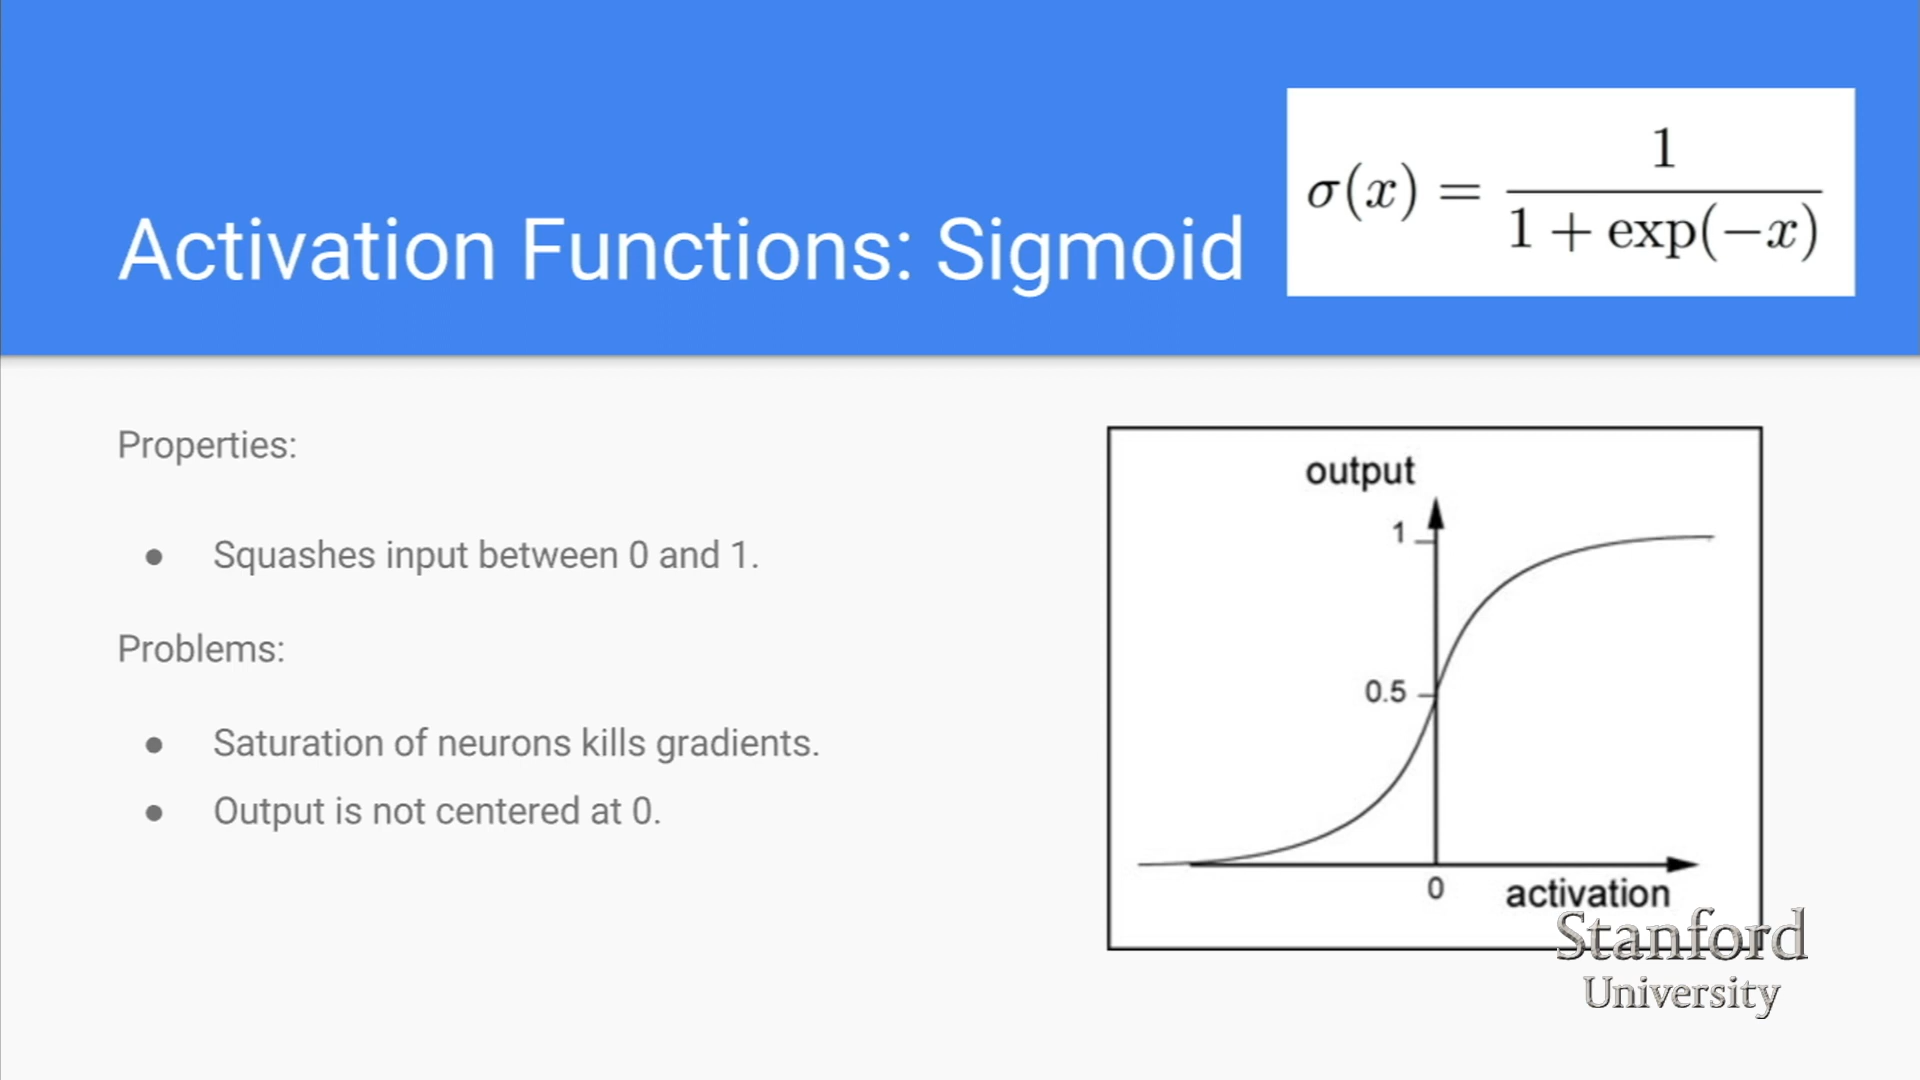 Activation Functions: Sigmoid
σ(x) = 1 / (1 + exp(−x))
Properties:
● Squashes input between 0 and 1.
Problems:
● Saturation of neurons kills gradients.
● Output is not centered at 0.
output
1
0.5
0
activation
Stanford
University